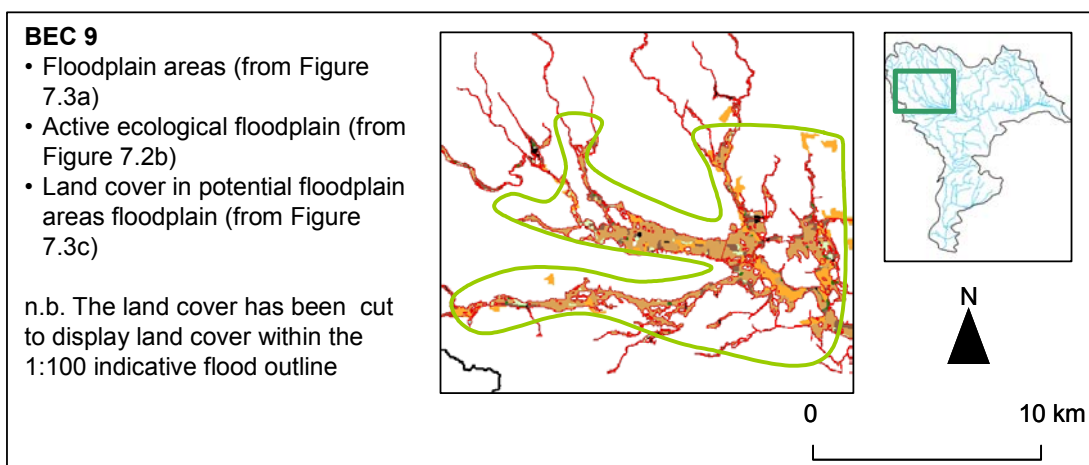 BEC 9
• Floodplain areas (from Figure
7.3a)
• Active ecological floodplain (from
Figure 7.2b)
• Land cover in potential floodplain
areas floodplain (from Figure
7.3c)
n.b. The land cover has been cut
to display land cover within the
1:100 indicative flood outline
N
0 10 km